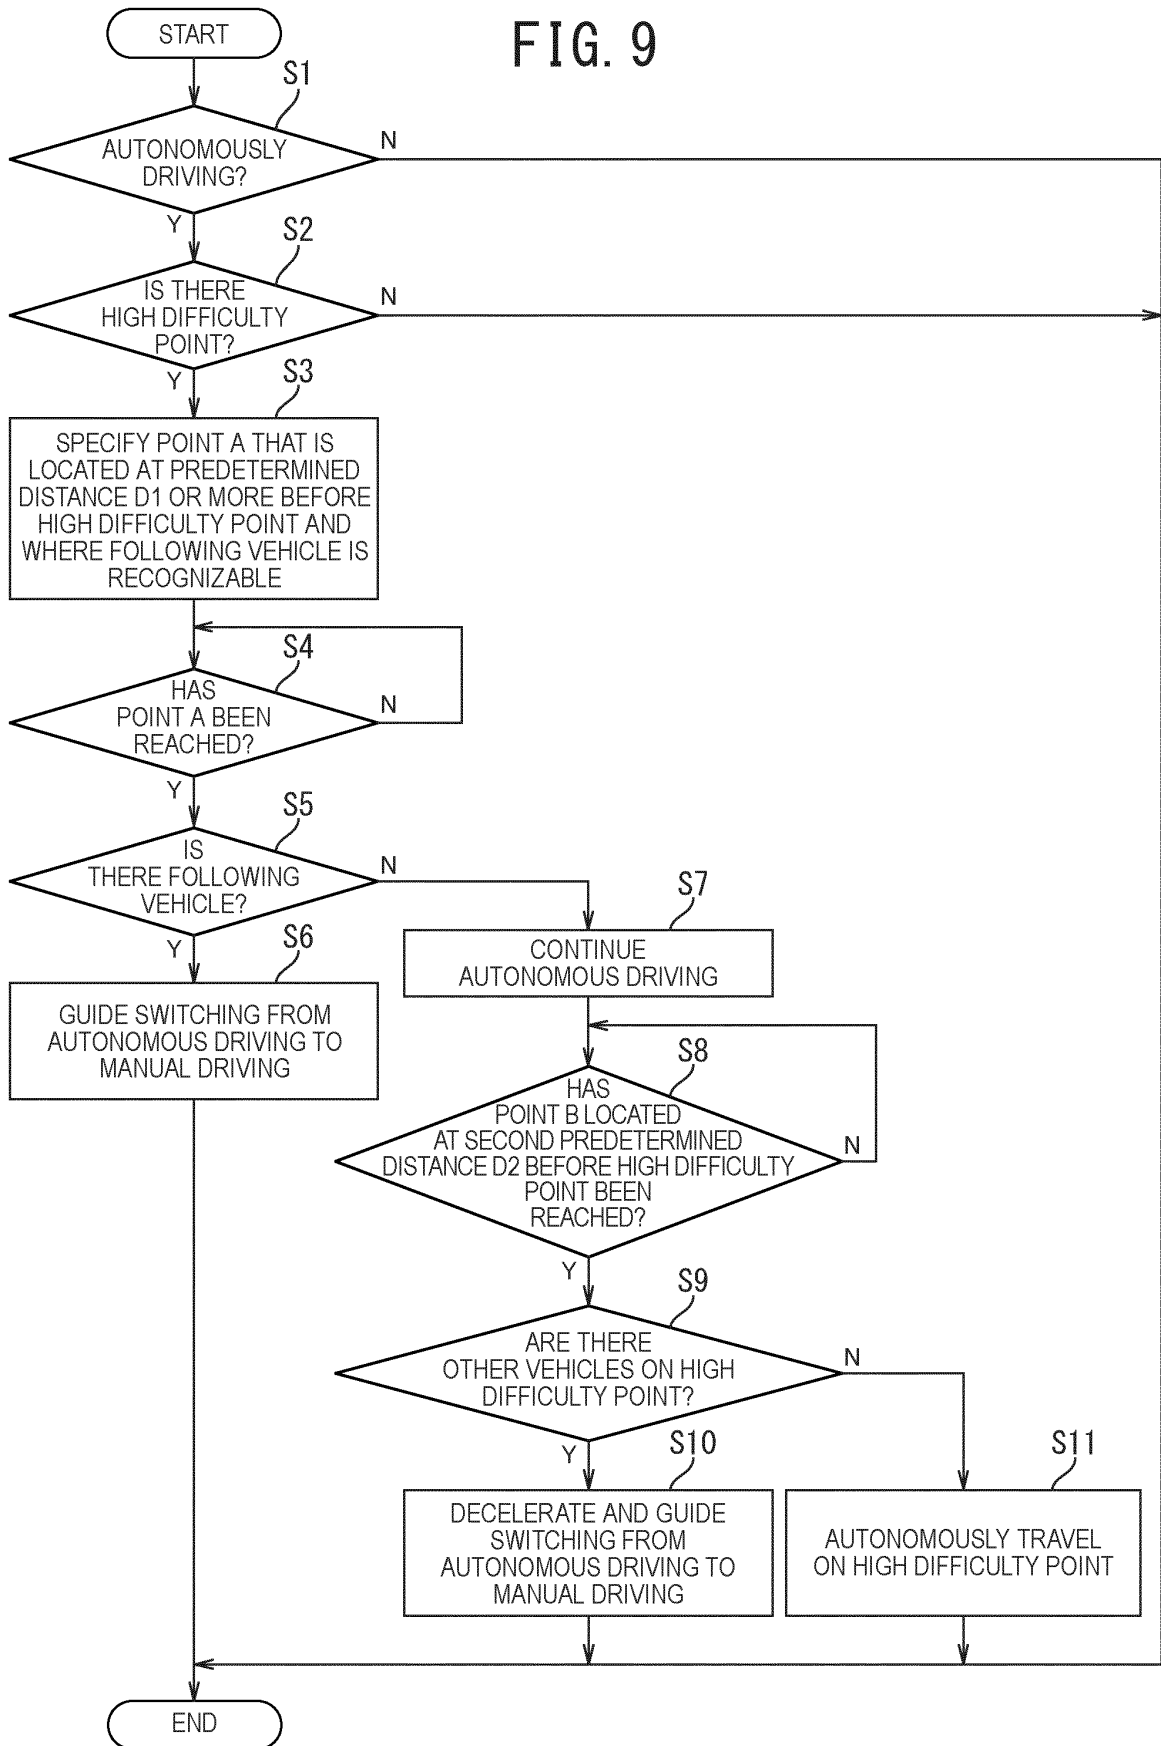 FIG. 9
START
S1
AUTONOMOUSLY
DRIVING?
N
Y
S2
IS THERE
HIGH DIFFICULTY
POINT?
N
Y
S3
SPECIFY POINT A THAT IS
LOCATED AT PREDETERMINED
DISTANCE D1 OR MORE BEFORE
HIGH DIFFICULTY POINT AND
WHERE FOLLOWING VEHICLE IS
RECOGNIZABLE
S4
HAS
POINT A BEEN
REACHED?
N
Y
S5
IS
THERE FOLLOWING
VEHICLE?
N
Y
S6
GUIDE SWITCHING FROM
AUTONOMOUS DRIVING TO
MANUAL DRIVING
S7
CONTINUE
AUTONOMOUS DRIVING
S8
HAS
POINT B LOCATED
AT SECOND PREDETERMINED
DISTANCE D2 BEFORE HIGH DIFFICULTY
POINT BEEN
REACHED?
N
Y
S9
ARE THERE
OTHER VEHICLES ON HIGH
DIFFICULTY POINT?
N
Y
S10
DECELERATE AND GUIDE
SWITCHING FROM
AUTONOMOUS DRIVING TO
MANUAL DRIVING
S11
AUTONOMOUSLY TRAVEL
ON HIGH DIFFICULTY POINT
END